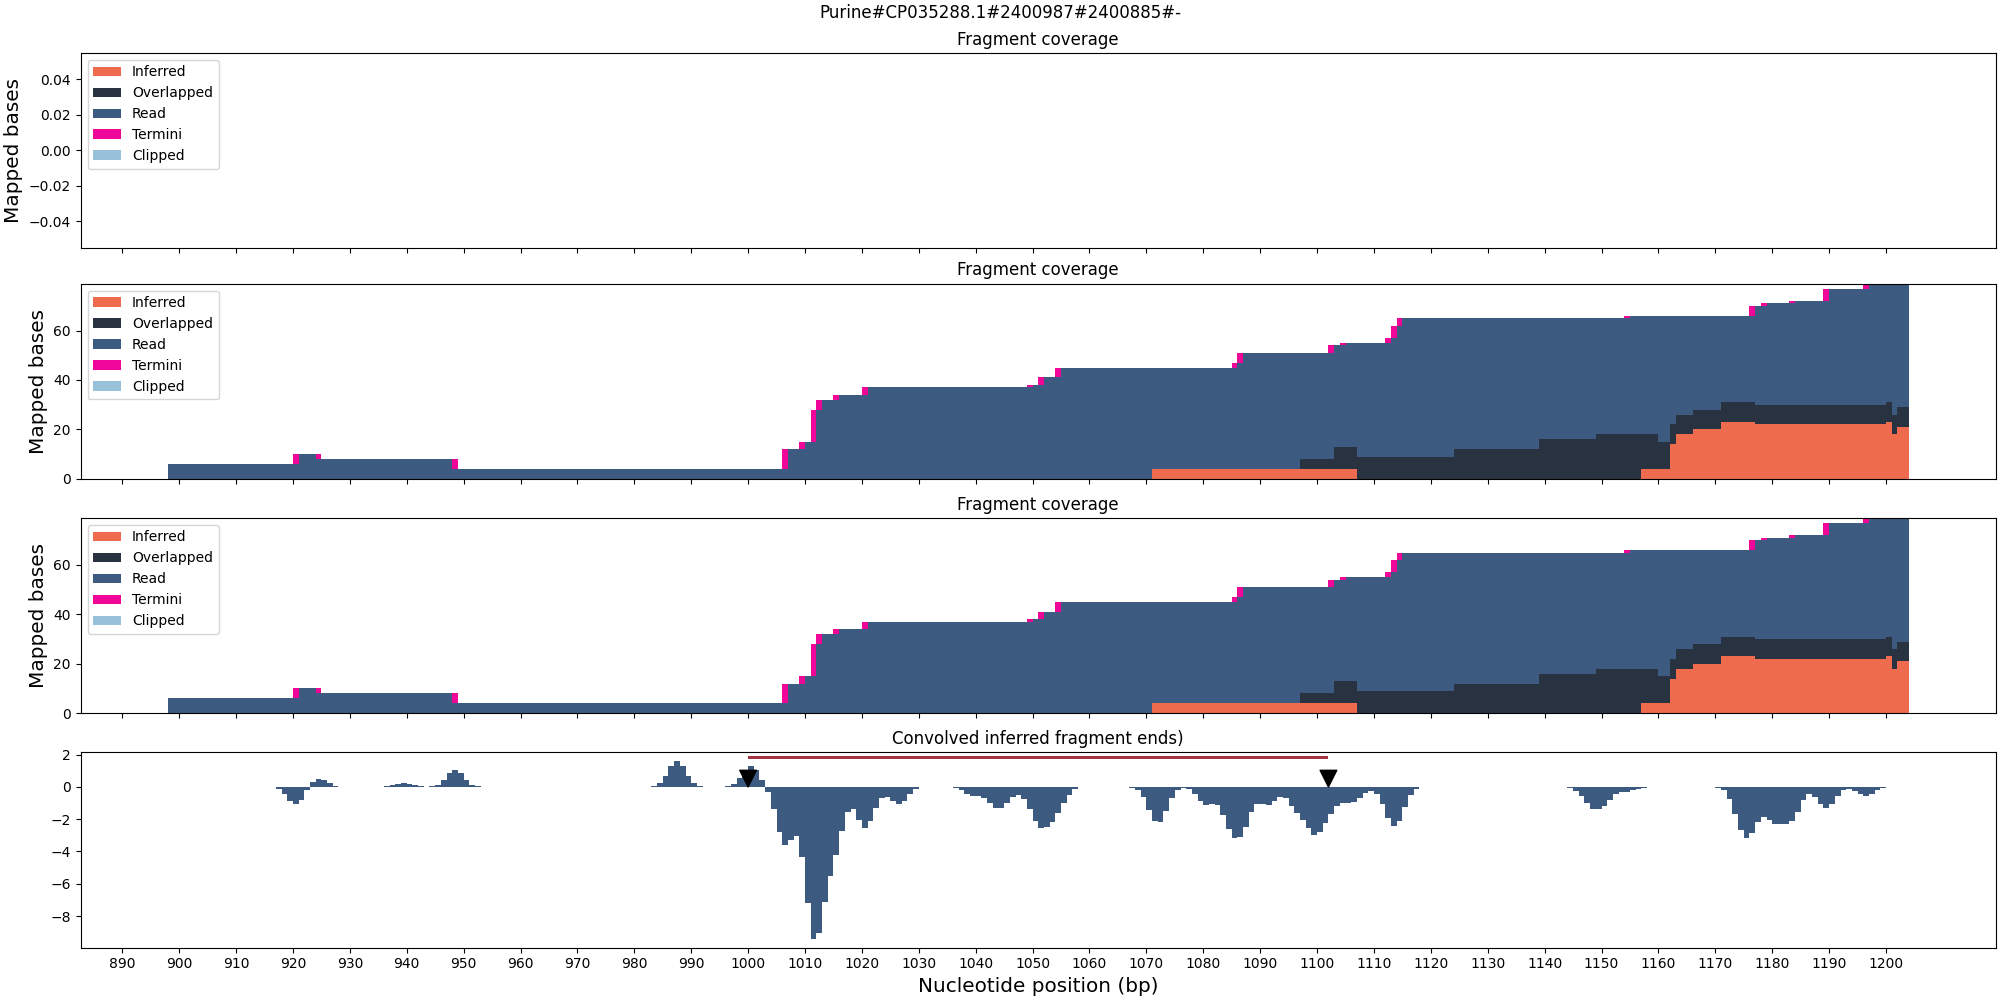 Purine#CP035288.1#2400987#2400885#-
Fragment coverage
Mapped bases
0.04
0.02
0.00
−0.02
−0.04
Inferred
Overlapped
Read
Termini
Clipped
Fragment coverage
Mapped bases
60
40
20
0
Inferred
Overlapped
Read
Termini
Clipped
Fragment coverage
Mapped bases
60
40
20
0
Inferred
Overlapped
Read
Termini
Clipped
Convolved inferred fragment ends)
2
0
−2
−4
−6
−8
890 900 910 920 930 940 950 960 970 980 990 1000 1010 1020 1030 1040 1050 1060 1070 1080 1090 1100 1110 1120 1130 1140 1150 1160 1170 1180 1190 1200
Nucleotide position (bp)